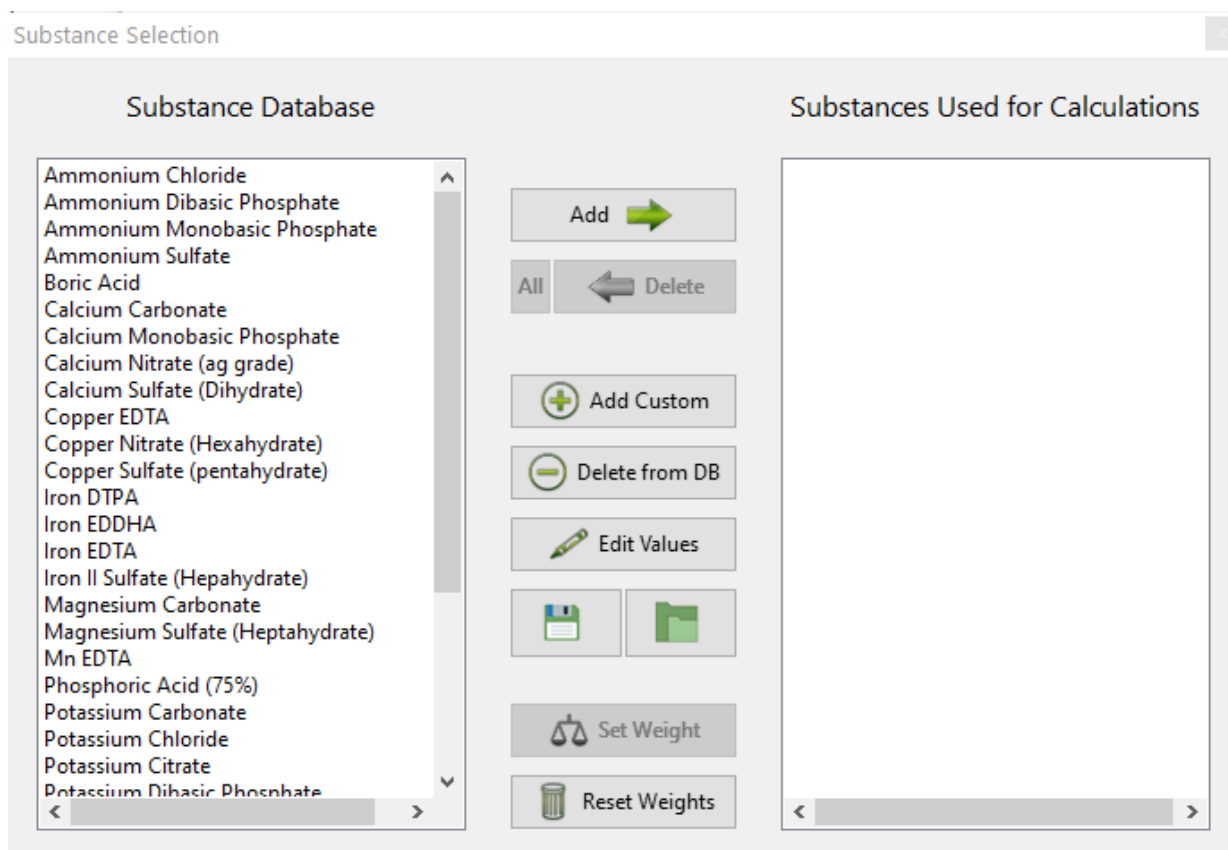 Substance Selection
Substance Database
Substances Used for Calculations
Ammonium Chloride
Ammonium Dibasic Phosphate
Ammonium Monobasic Phosphate
Ammonium Sulfate
Boric Acid
Calcium Carbonate
Calcium Monobasic Phosphate
Calcium Nitrate (ag grade)
Calcium Sulfate (Dihydrate)
Copper EDTA
Copper Nitrate (Hexahydrate)
Copper Sulfate (pentahydrate)
Iron DTPA
Iron EDDHA
Iron EDTA
Iron II Sulfate (Hepahydrate)
Magnesium Carbonate
Magnesium Sulfate (Heptahydrate)
Mn EDTA
Phosphoric Acid (75%)
Potassium Carbonate
Potassium Chloride
Potassium Citrate
Potassium Dibasic Phosphate
Add
All
Delete
Add Custom
Delete from DB
Edit Values
Set Weight
Reset Weights